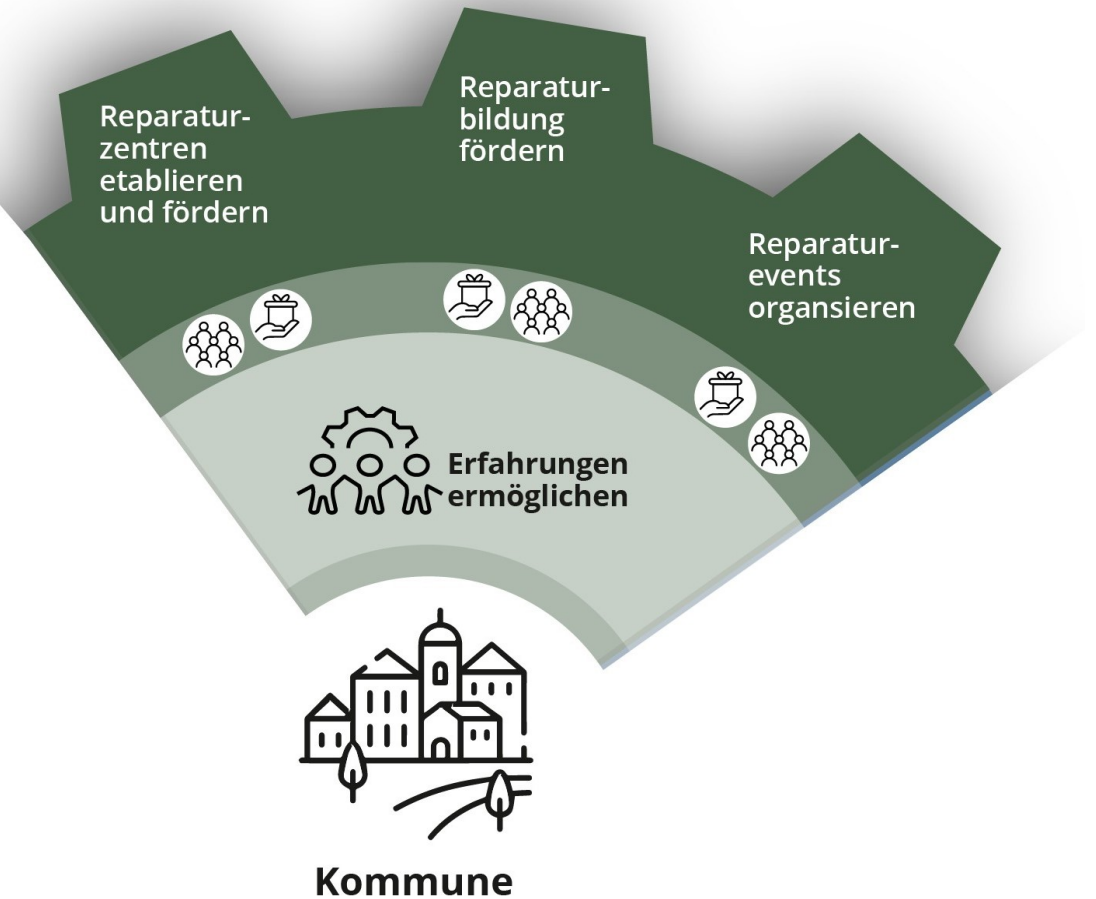 Reparatur-
zentren
etablieren
und fördern
Reparatur-
bildung
fördern
Reparatur-
events
organsieren
Erfahrungen
ermöglichen
Kommune